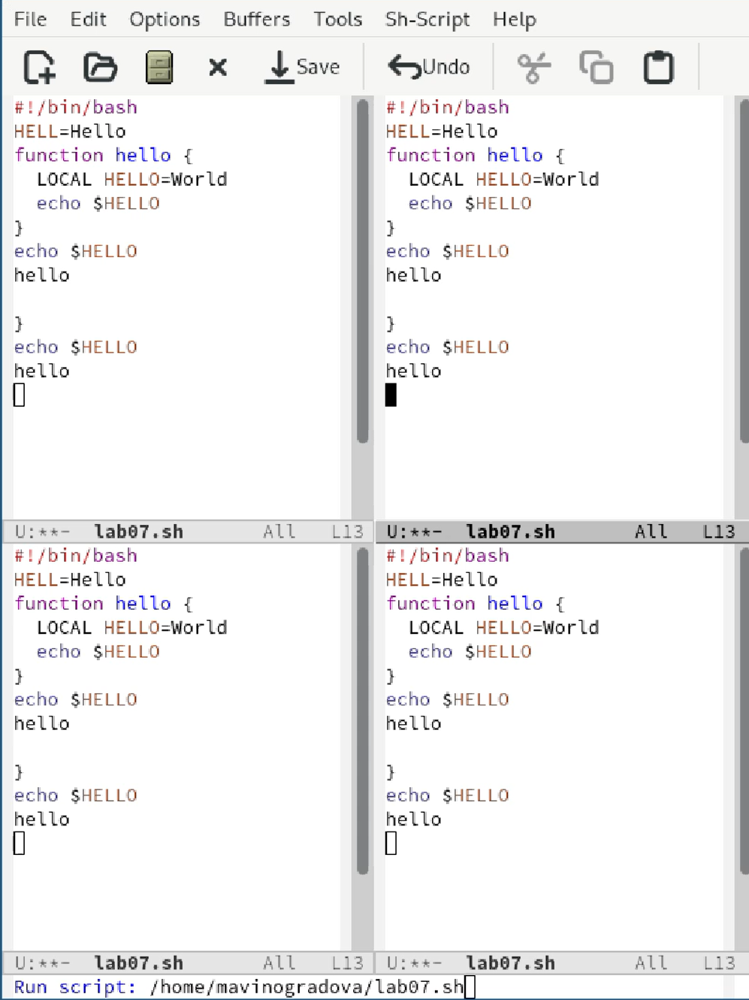 File Edit Options Buffers Tools Sh-Script Help
Save Undo
#!/bin/bash
HELL=Hello
function hello {
  LOCAL HELLO=World
  echo $HELLO
}
echo $HELLO
hello

}
echo $HELLO
hello
U:**-  lab07.sh  All  L13
#!/bin/bash
HELL=Hello
function hello {
  LOCAL HELLO=World
  echo $HELLO
}
echo $HELLO
hello

}
echo $HELLO
hello
U:**-  lab07.sh  All  L13
#!/bin/bash
HELL=Hello
function hello {
  LOCAL HELLO=World
  echo $HELLO
}
echo $HELLO
hello

}
echo $HELLO
hello
U:**-  lab07.sh  All  L13
#!/bin/bash
HELL=Hello
function hello {
  LOCAL HELLO=World
  echo $HELLO
}
echo $HELLO
hello

}
echo $HELLO
hello
U:**-  lab07.sh  All  L13
Run script: /home/mavinogradova/lab07.sh